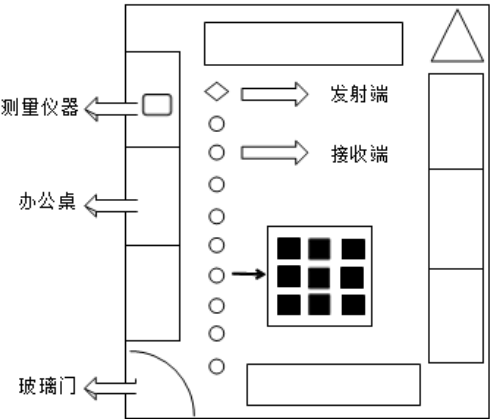 发射端
测量仪器
接收端
办公桌
玻璃门